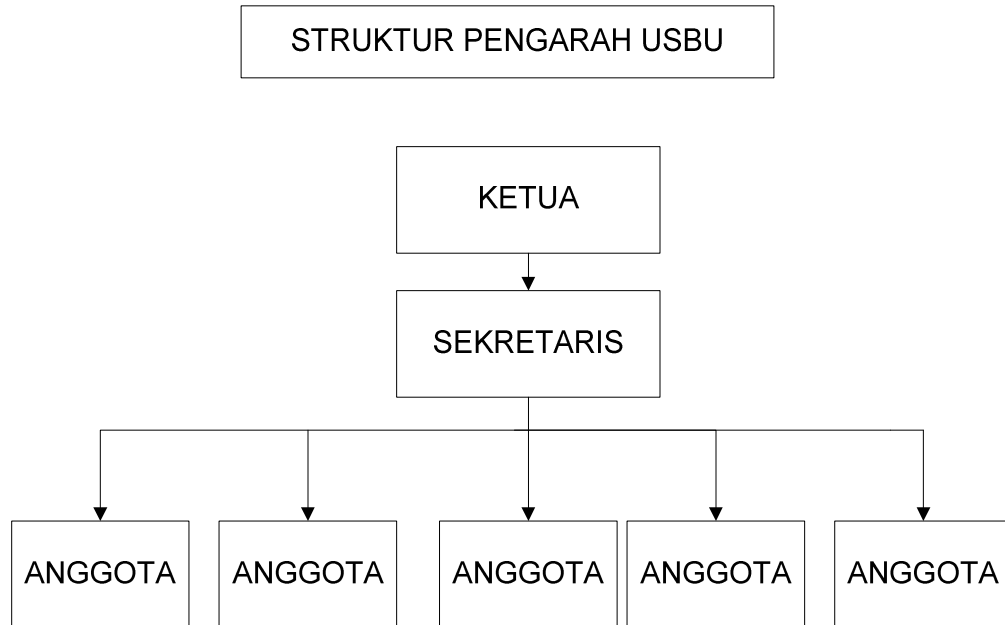 STRUKTUR PENGARAH USBU
KETUA
SEKRETARIS
ANGGOTA
ANGGOTA
ANGGOTA
ANGGOTA
ANGGOTA